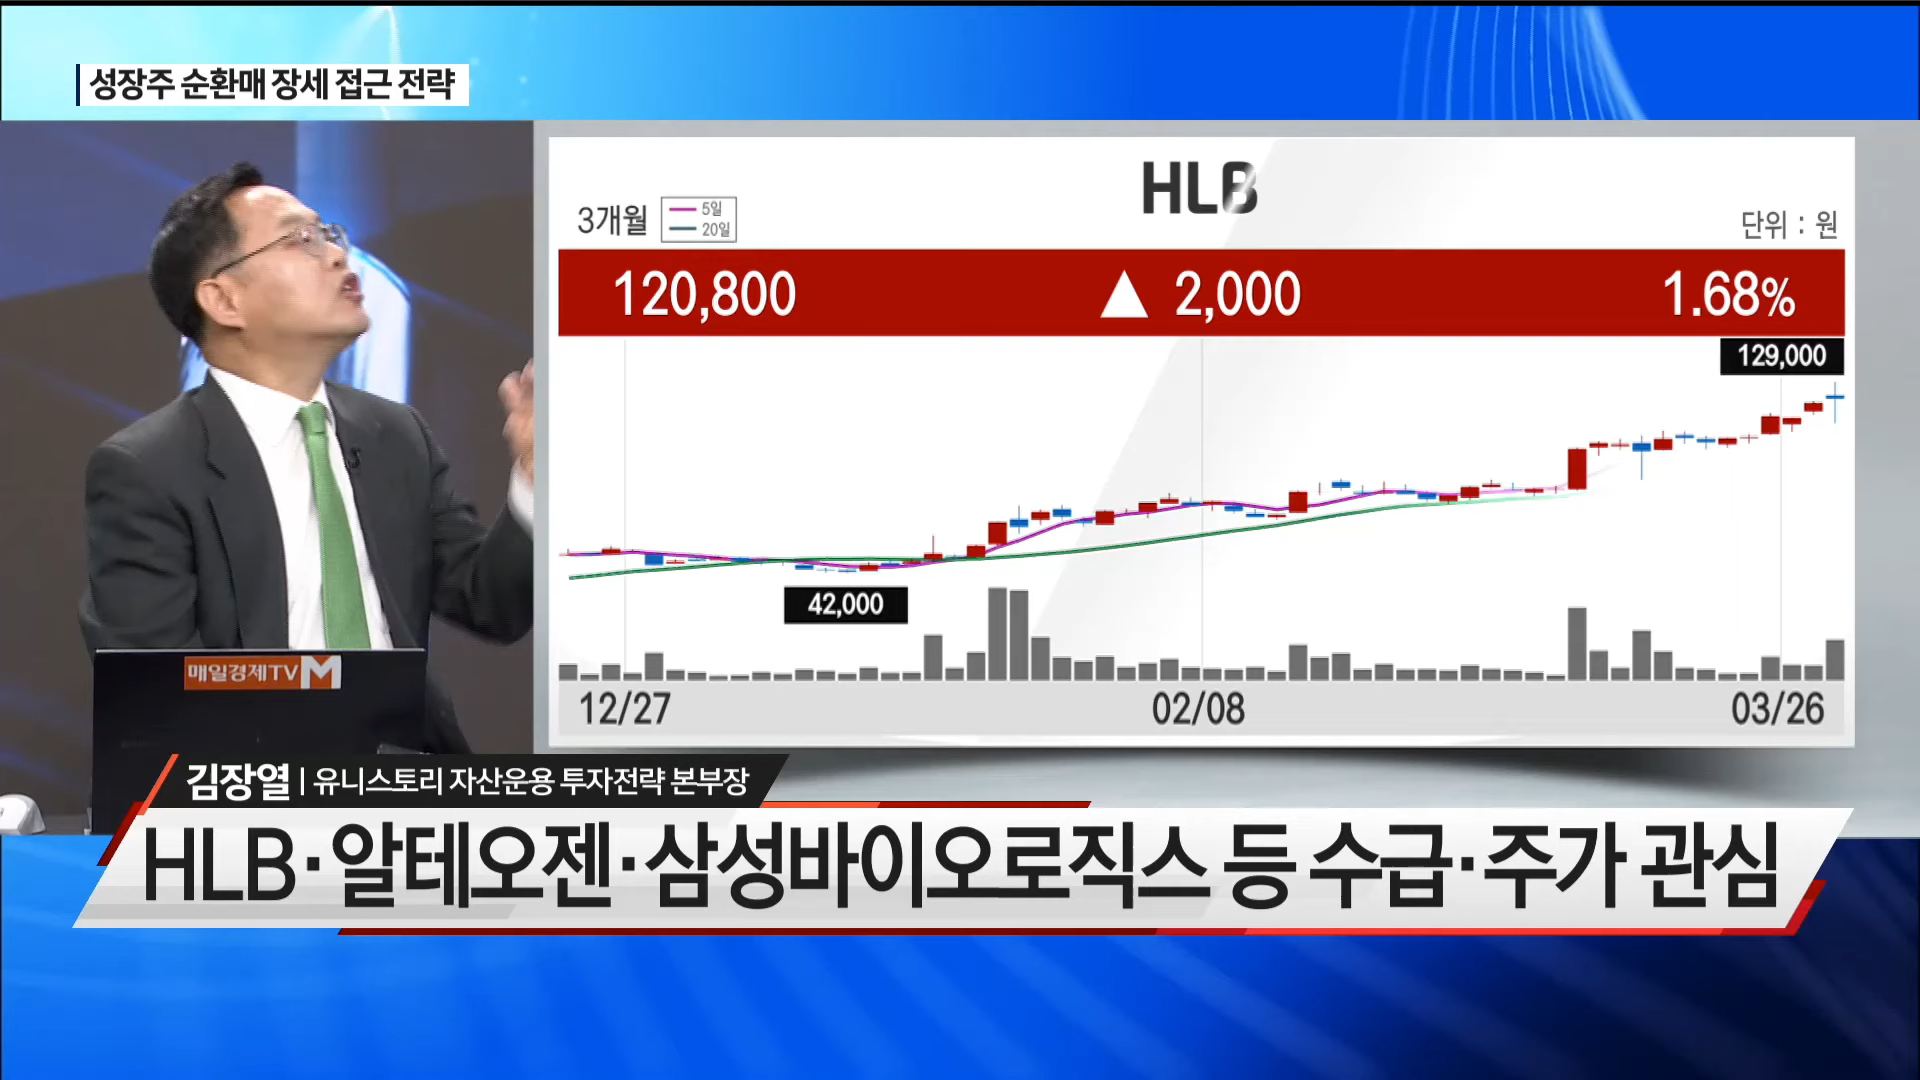 성장주 순환매 장세 접근 전략
HLB
3개월
5일
20일
단위 : 원
120,800 ▲ 2,000 1.68%
129,000
42,000
12/27 02/08 03/26
매일경제TV M
김장열 | 유니스토리 자산운용 투자전략 본부장
HLB·알테오젠·삼성바이오로직스 등 수급·주가 관심